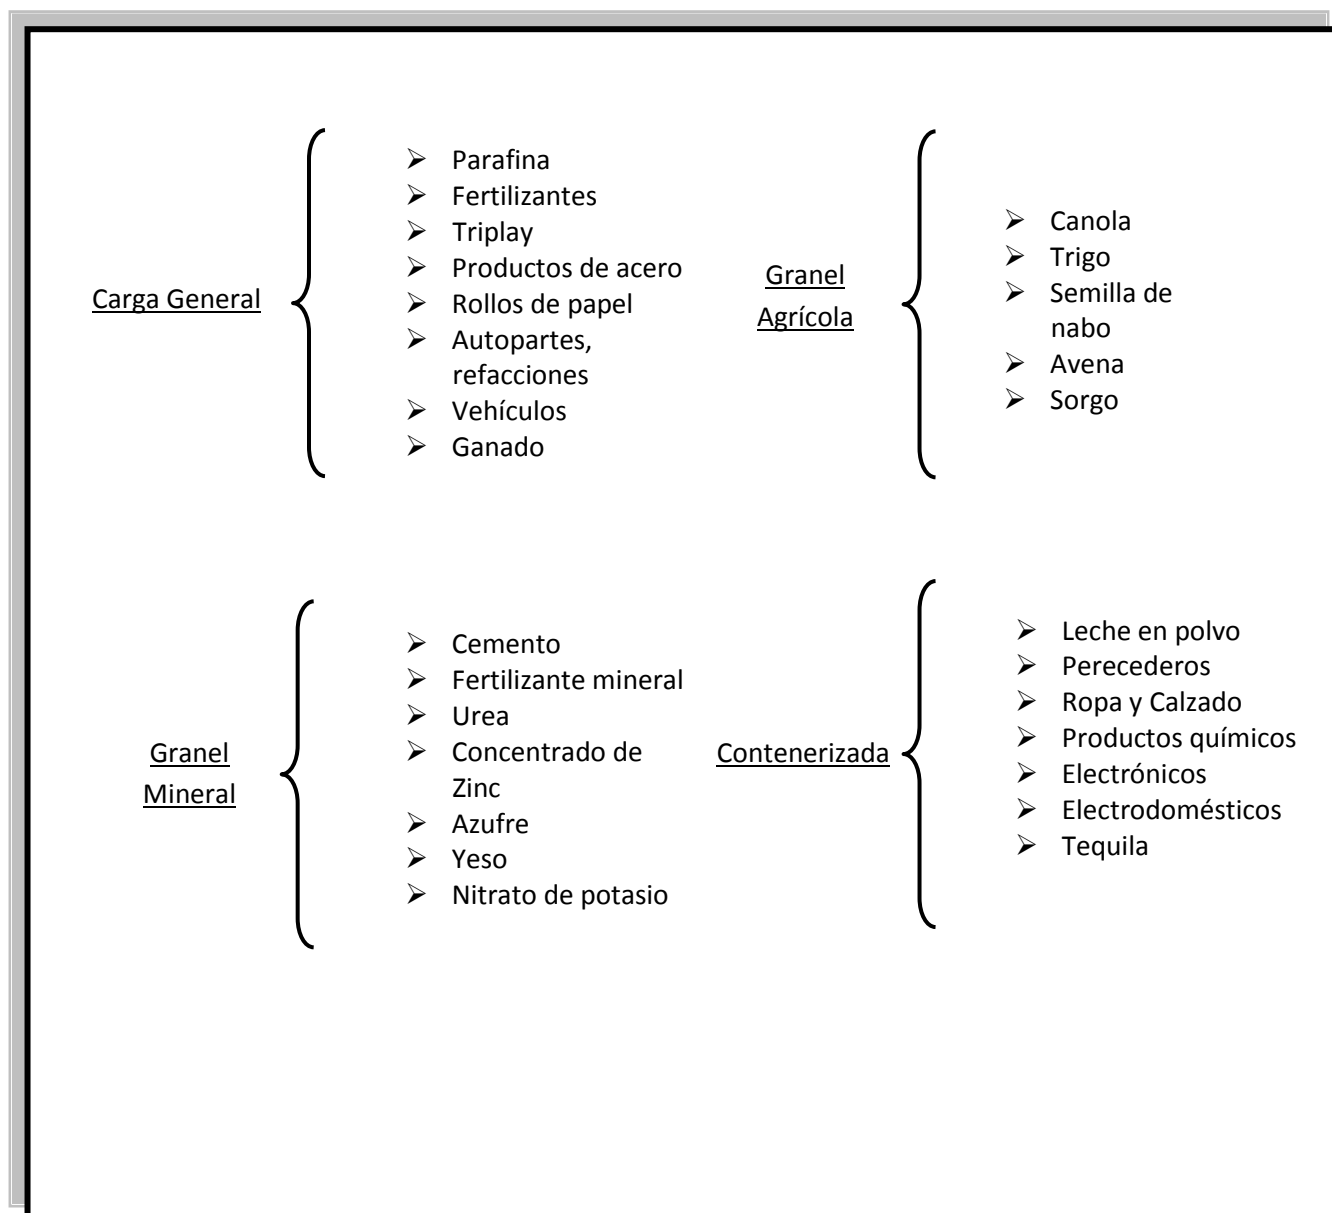 Carga General
Parafina
Fertilizantes
Triplay
Productos de acero
Rollos de papel
Autopartes,
refacciones
Vehículos
Ganado
Granel
Agrícola
Canola
Trigo
Semilla de
nabo
Avena
Sorgo
Granel
Mineral
Cemento
Fertilizante mineral
Urea
Concentrado de
Zinc
Azufre
Yeso
Nitrato de potasio
Contenerizada
Leche en polvo
Perecederos
Ropa y Calzado
Productos químicos
Electrónicos
Electrodomésticos
Tequila